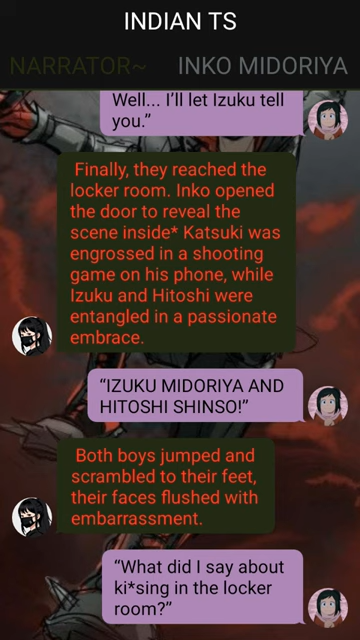 INDIAN TS
NARRATOR~ INKO MIDORIYA
Well... I'll let Izuku tell
you.”
Finally, they reached the
locker room. Inko opened
the door to reveal the
scene inside* Katsuki was
engrossed in a shooting
game on his phone, while
Izuku and Hitoshi were
entangled in a passionate
embrace.
“IZUKU MIDORIYA AND
HITOSHI SHINSO!”
Both boys jumped and
scrambled to their feet,
their faces flushed with
embarrassment.
“What did I say about
ki*sing in the locker
room?”